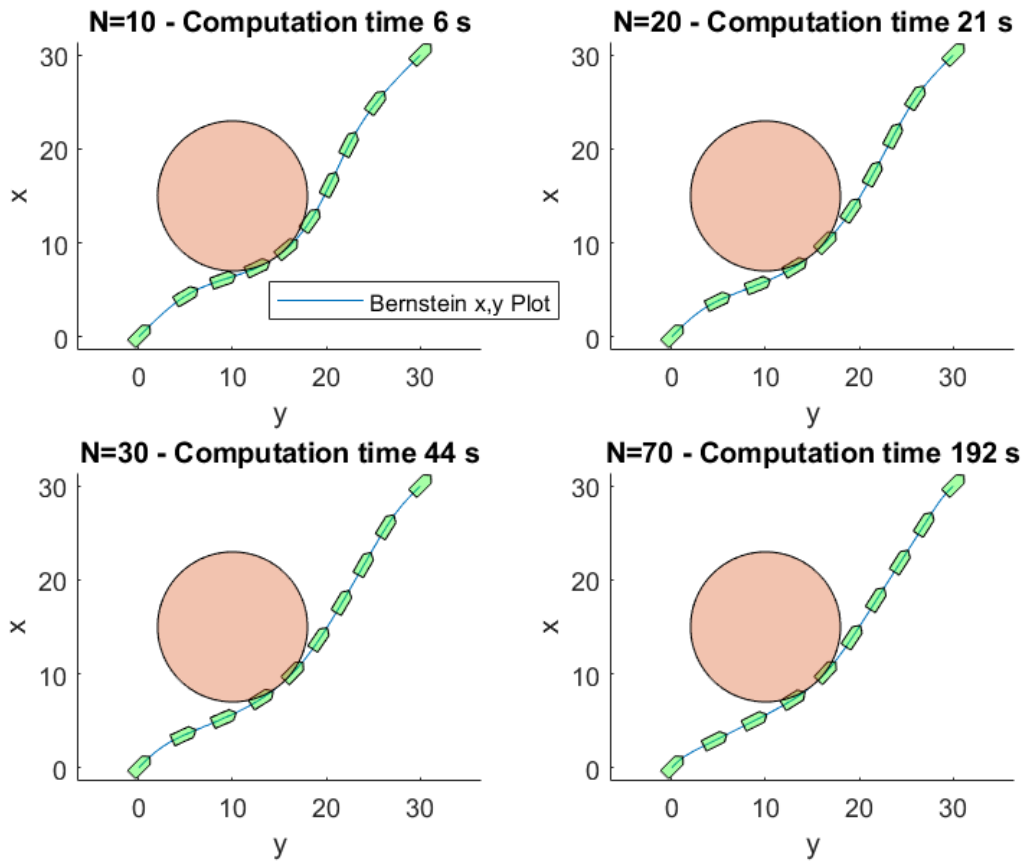 N=10 - Computation time 6 s
30
20
10
0
x
0 10 20 30
y
Bernstein x,y Plot
N=20 - Computation time 21 s
30
20
10
0
x
0 10 20 30
y
N=30 - Computation time 44 s
30
20
10
0
x
0 10 20 30
y
N=70 - Computation time 192 s
30
20
10
0
x
0 10 20 30
y